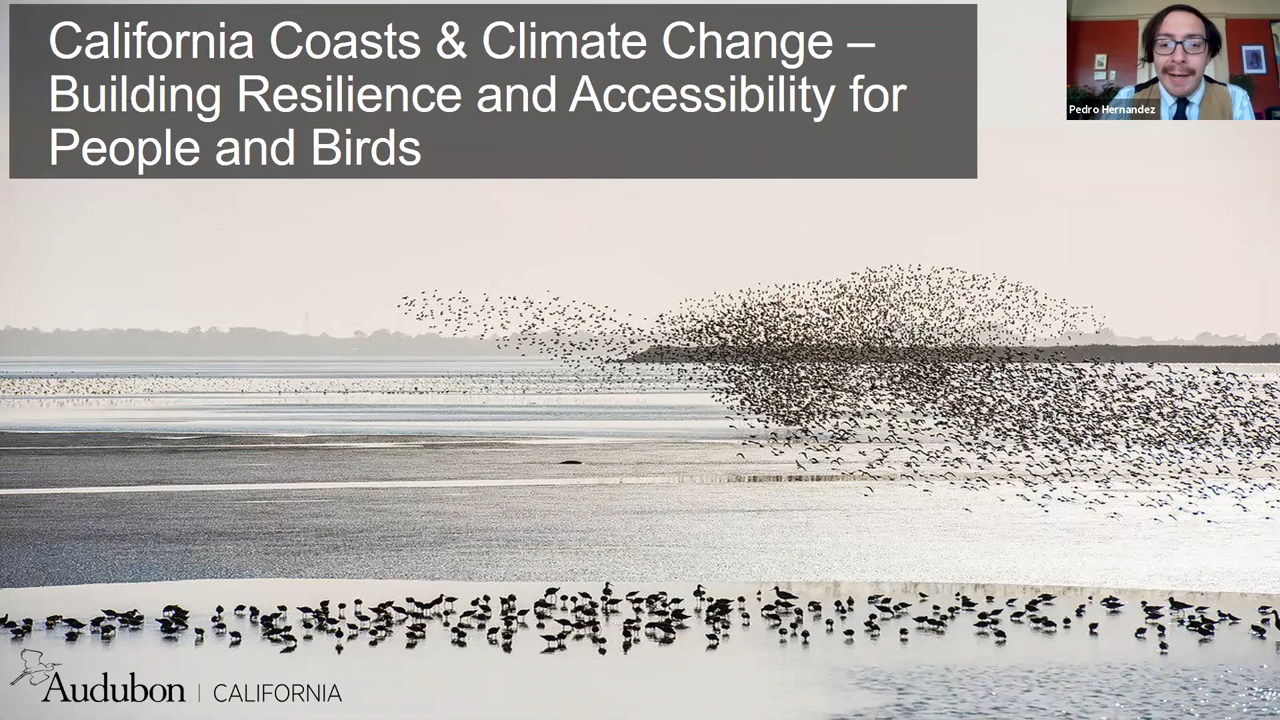 California Coasts & Climate Change –
Building Resilience and Accessibility for
People and Birds
Pedro Hernandez
Audubon | CALIFORNIA